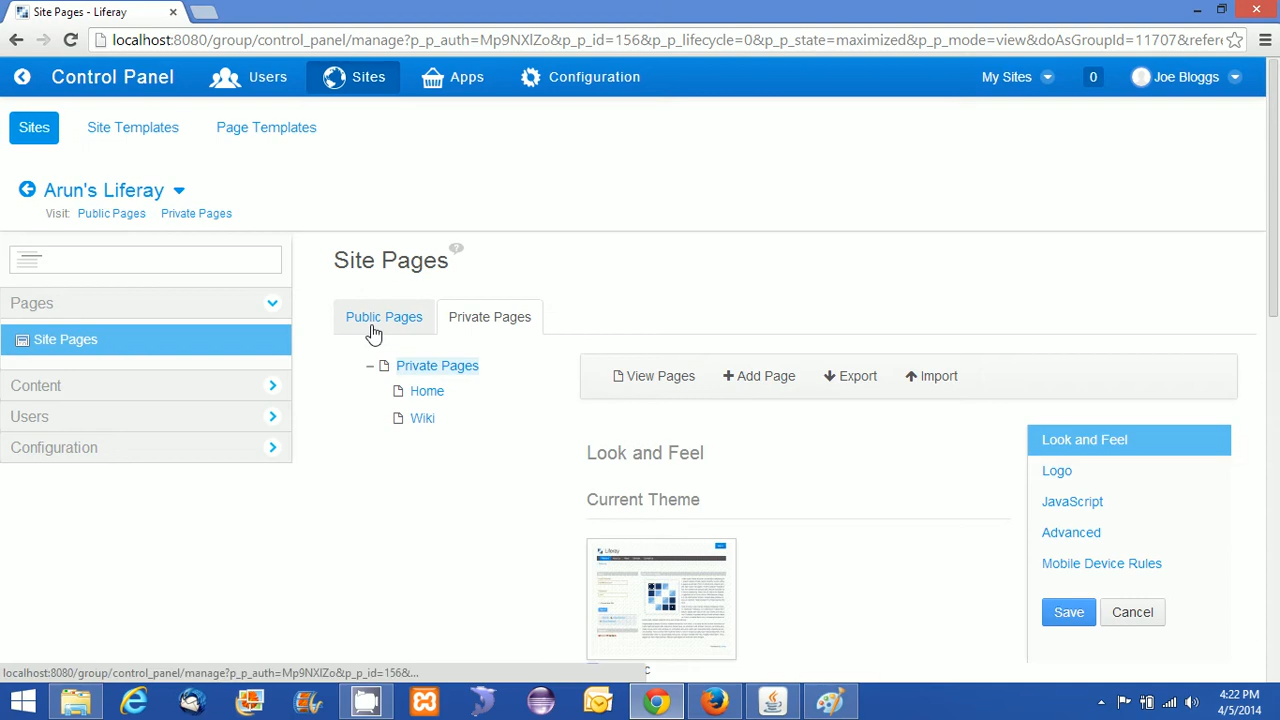 Site Pages - Liferay
localhost:8080/group/control_panel/manage?p_p_auth=Mp9NXlZo&p_p_id=156&p_p_lifecycle=0&p_p_state=maximized&p_p_mode=view&doAsGroupId=11707&refere
Control Panel Users Sites Apps Configuration My Sites 0 Joe Bloggs
Sites Site Templates Page Templates
Arun's Liferay
Visit: Public Pages Private Pages
Site Pages ?
Pages
Site Pages
Content
Users
Configuration
Public Pages Private Pages
Private Pages
Home
Wiki
View Pages Add Page Export Import
Look and Feel
Current Theme
Liferay
Look and Feel
Logo
JavaScript
Advanced
Mobile Device Rules
Save Cancel
localhost:8080/group/control_panel/manage?p_p_auth=Mp9NXlZo&p_p_id=156&...
4:22 PM
4/5/2014